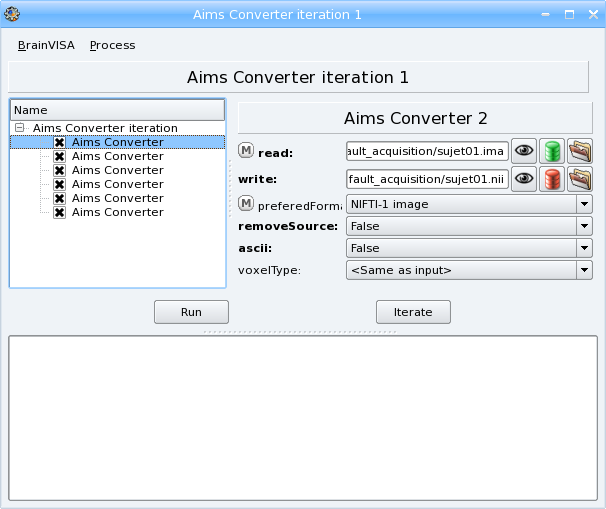 Aims Converter iteration 1
BrainVISA Process
Aims Converter iteration 1
Name
Aims Converter iteration
Aims Converter
Aims Converter
Aims Converter
Aims Converter
Aims Converter
Aims Converter
Aims Converter 2
M read: ault_acquisition/sujet01.ima
write: fault_acquisition/sujet01.nii
M preferedForma NIFTI-1 image
removeSource: False
ascii: False
voxelType: <Same as input>
Run Iterate